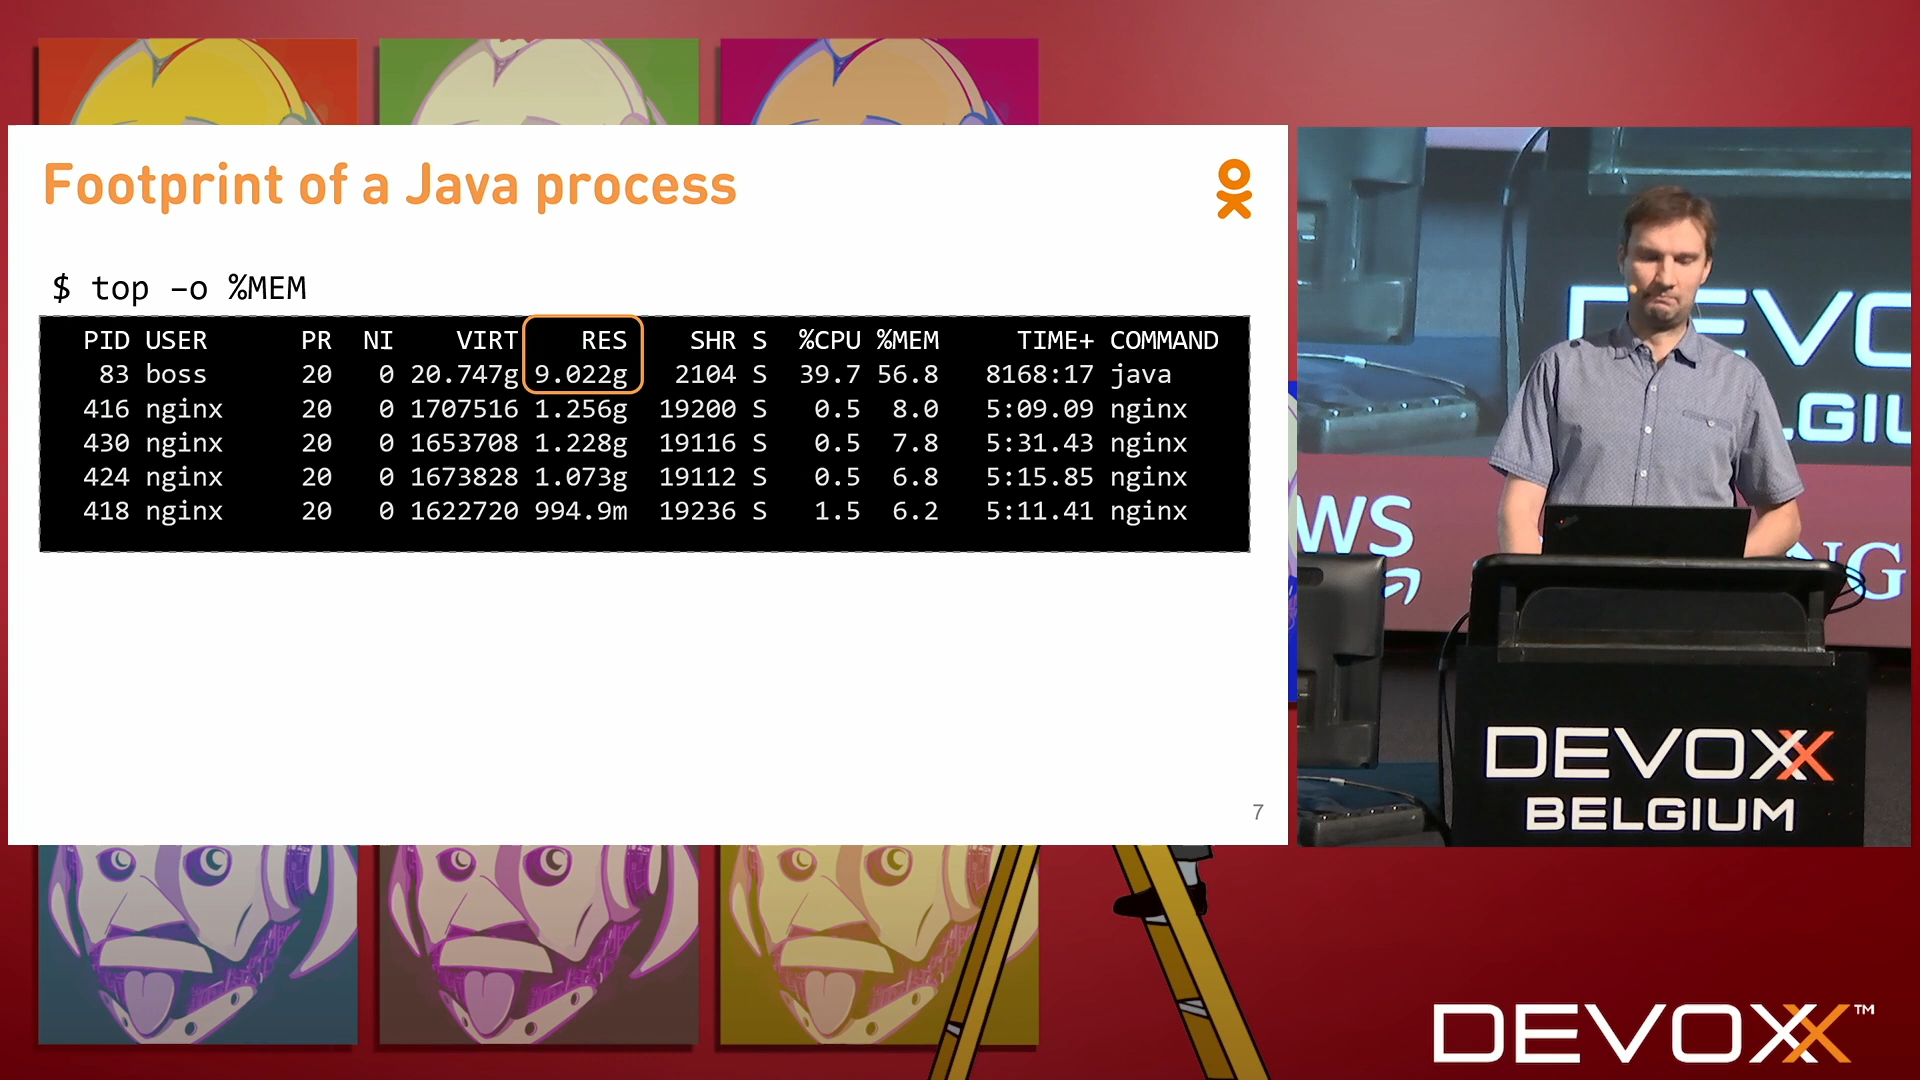 Footprint of a Java process
$ top –o %MEM
PID USER PR NI VIRT RES SHR S %CPU %MEM TIME+ COMMAND
83 boss 20 0 20.747g 9.022g 2104 S 39.7 56.8 8168:17 java
416 nginx 20 0 1707516 1.256g 19200 S 0.5 8.0 5:09.09 nginx
430 nginx 20 0 1653708 1.228g 19116 S 0.5 7.8 5:31.43 nginx
424 nginx 20 0 1673828 1.073g 19112 S 0.5 6.8 5:15.85 nginx
418 nginx 20 0 1622720 994.9m 19236 S 1.5 6.2 5:11.41 nginx
7
DEVOXX
BELGIUM
DEVOXX™